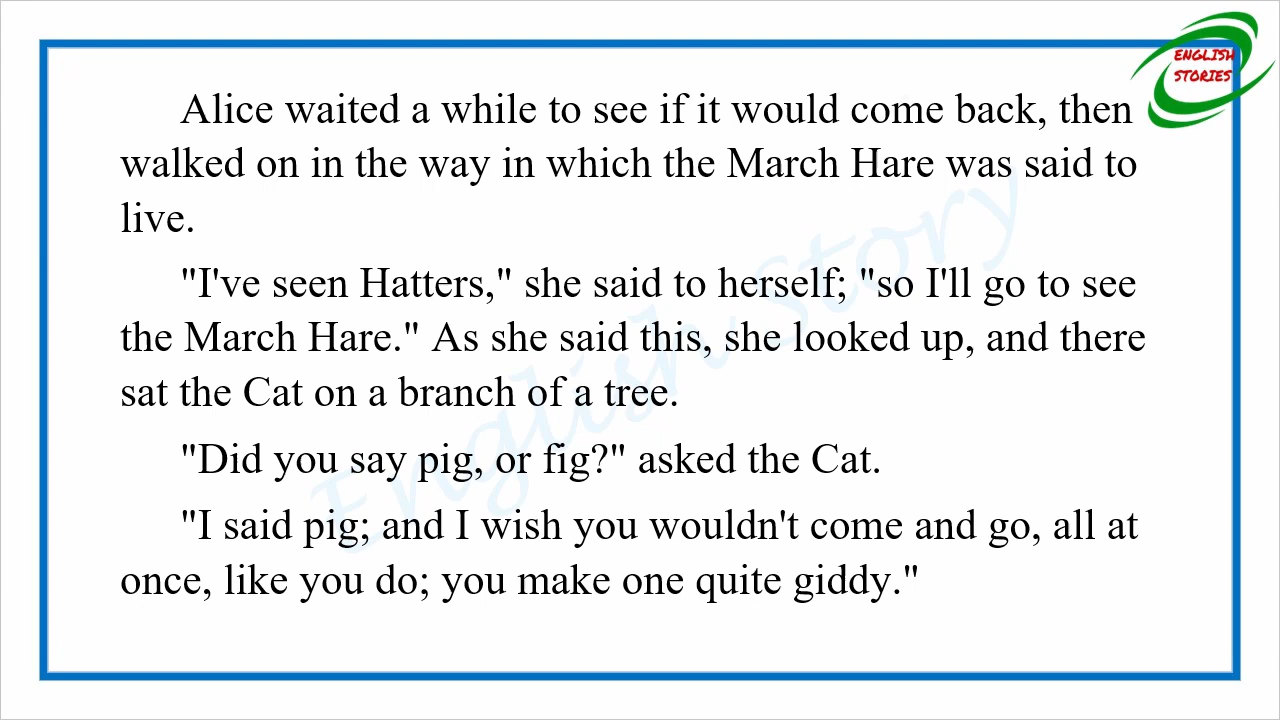 ENGLISH
STORIES
Alice waited a while to see if it would come back, then
walked on in the way in which the March Hare was said to
live.
"I've seen Hatters," she said to herself; "so I'll go to see
the March Hare." As she said this, she looked up, and there
sat the Cat on a branch of a tree.
"Did you say pig, or fig?" asked the Cat.
"I said pig; and I wish you wouldn't come and go, all at
once, like you do; you make one quite giddy."
English Story